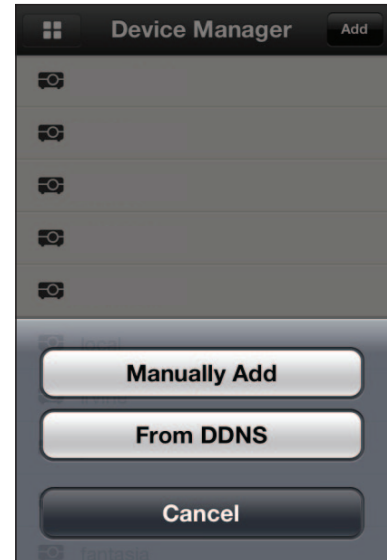 Device Manager
Add
local
Manually Add
From DDNS
Cancel
fantasia